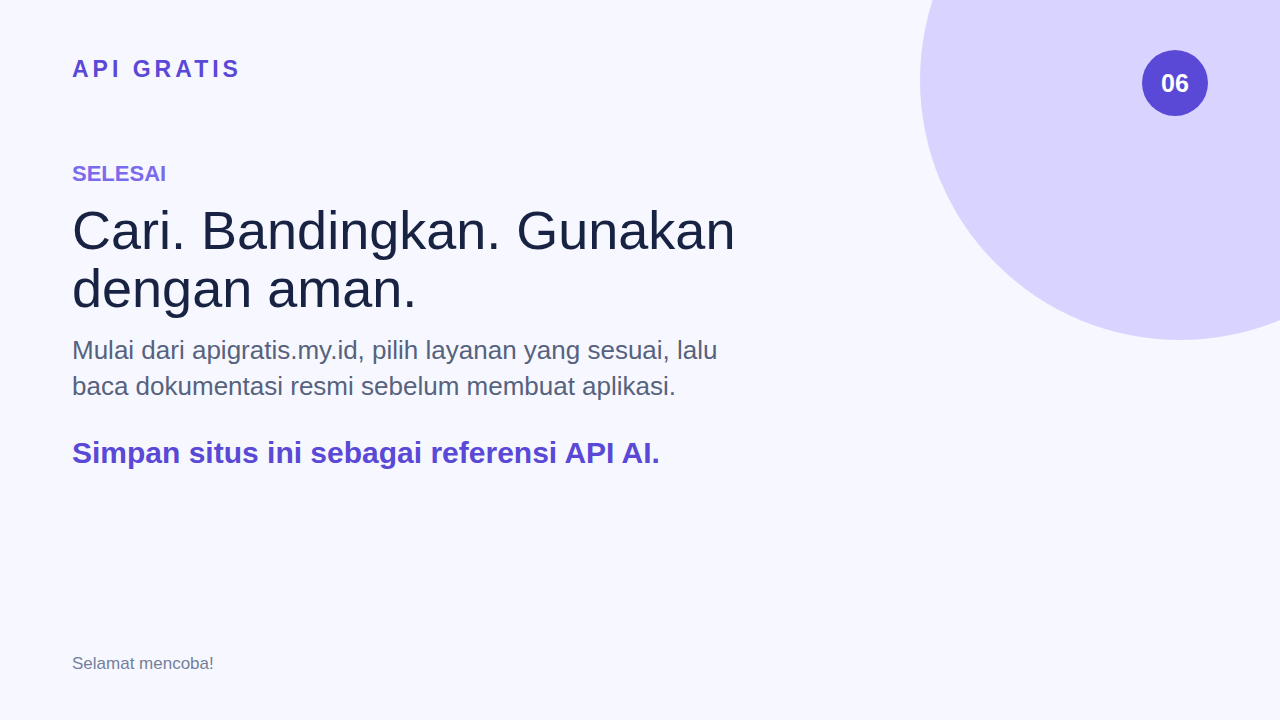 API GRATIS
06
SELESAI
Cari. Bandingkan. Gunakan
dengan aman.
Mulai dari apigratis.my.id, pilih layanan yang sesuai, lalu
baca dokumentasi resmi sebelum membuat aplikasi.
Simpan situs ini sebagai referensi API AI.
Selamat mencoba!